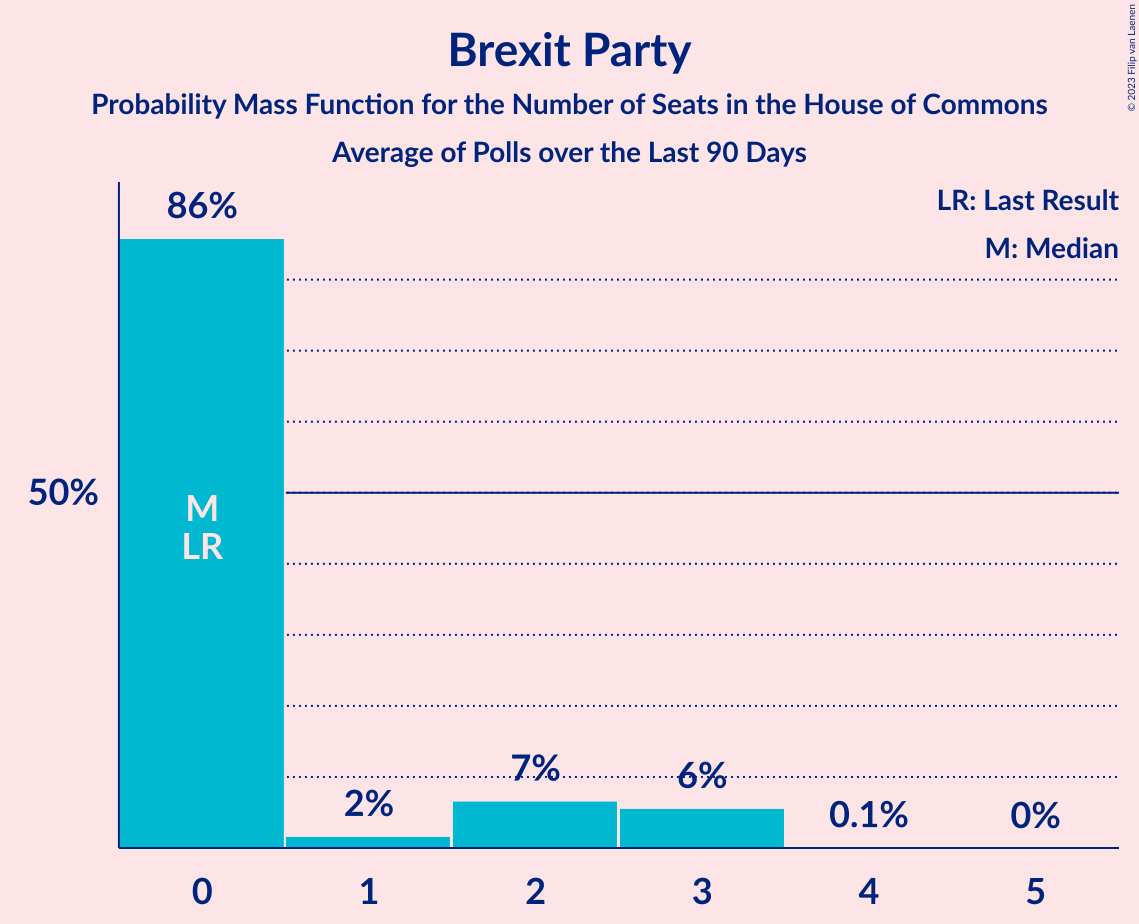 Brexit Party
Probability Mass Function for the Number of Seats in the House of Commons
Average of Polls over the Last 90 Days
© 2023 Filip van Laenen
LR: Last Result
M: Median
86%
50%
M
LR
2%
7%
6%
0.1%
0%
0 1 2 3 4 5